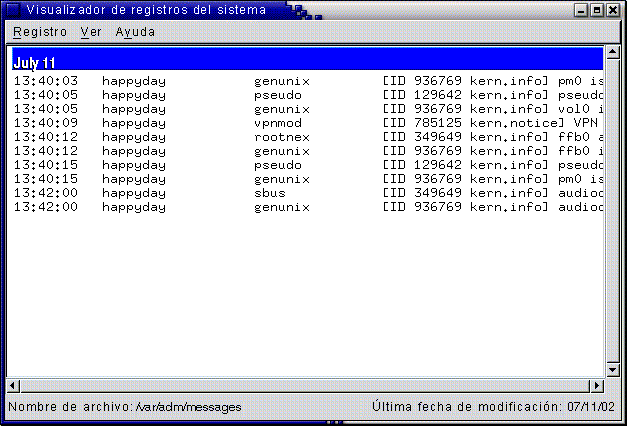 Visualizador de registros del sistema
Registro Ver Ayuda
July 11
13:40:03 happyday genunix [ID 936769 kern.info] pm0 is
13:40:05 happyday pseudo [ID 129642 kern.info] pseudo
13:40:05 happyday genunix [ID 936769 kern.info] vol0 i
13:40:09 happyday vpnmod [ID 785125 kern.notice] VPN
13:40:12 happyday rootnex [ID 349649 kern.info] ffb0 a
13:40:12 happyday genunix [ID 936769 kern.info] ffb0 i
13:40:15 happyday pseudo [ID 129642 kern.info] pseudo
13:40:15 happyday genunix [ID 936769 kern.info] pm0 is
13:42:00 happyday sbus [ID 349649 kern.info] audioc
13:42:00 happyday genunix [ID 936769 kern.info] audioc
Nombre de archivo: /var/adm/messages Última fecha de modificación: 07/11/02